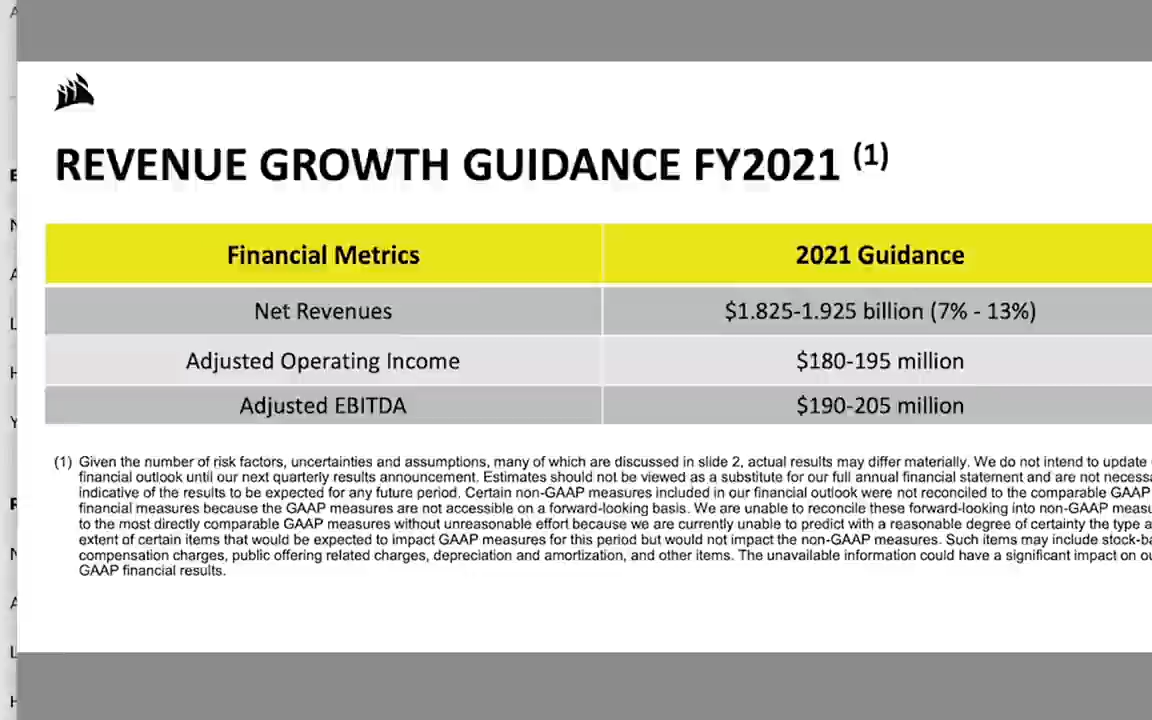 REVENUE GROWTH GUIDANCE FY2021 (1)
Financial Metrics 2021 Guidance
Net Revenues $1.825-1.925 billion (7% - 13%)
Adjusted Operating Income $180-195 million
Adjusted EBITDA $190-205 million
(1) Given the number of risk factors, uncertainties and assumptions, many of which are discussed in slide 2, actual results may differ materially. We do not intend to update
financial outlook until our next quarterly results announcement. Estimates should not be viewed as a substitute for our full annual financial statement and are not
indicative of the results to be expected for any future period. Certain non-GAAP measures included in our financial outlook were not reconciled to the comparable GAAP
financial measures because the GAAP measures are not accessible on a forward-looking basis. We are unable to reconcile these forward-looking into non-GAAP
to the most directly comparable GAAP measures without unreasonable effort because we are currently unable to predict with a reasonable degree of certainty the type
extent of certain items that would be expected to impact GAAP measures for this period but would not impact the non-GAAP measures. Such items may include
compensation charges, public offering related charges, depreciation and amortization, and other items. The unavailable information could have a significant impact on
GAAP financial results.